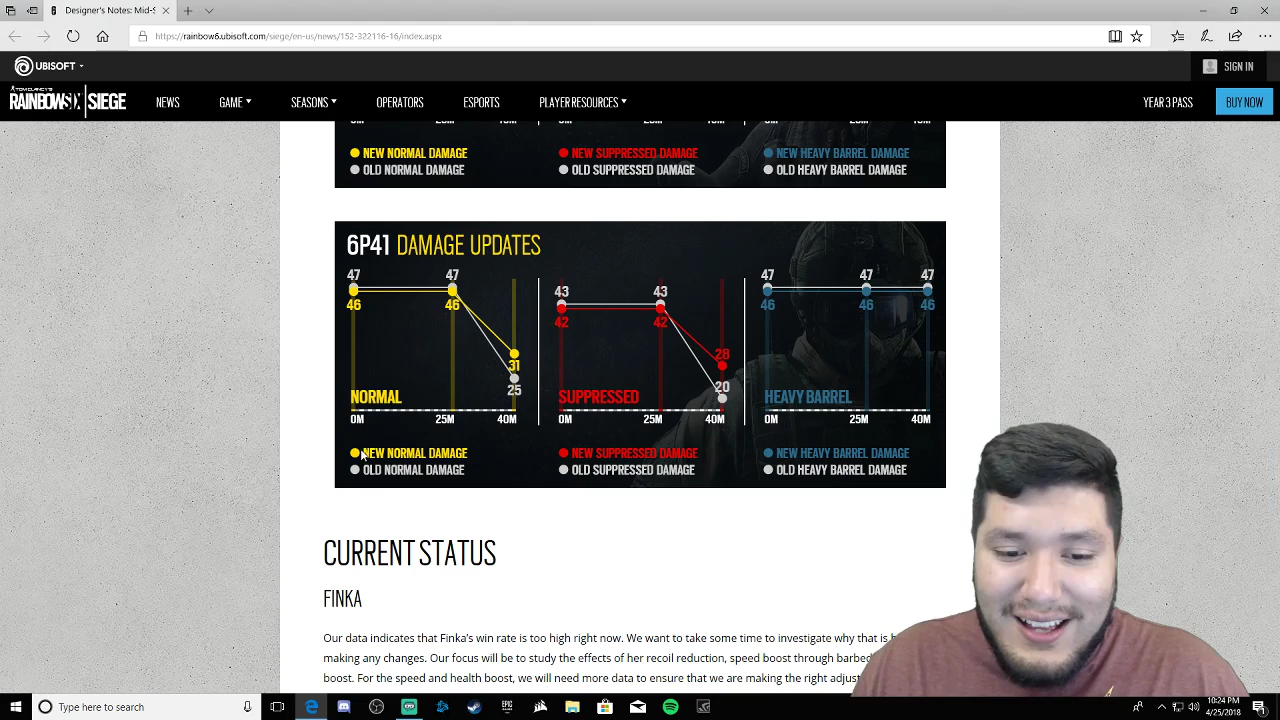 Designer's Notes Mid-S
https://rainbow6.ubisoft.com/siege/en-us/news/152-322116-16/index.aspx
UBISOFT
SIGN IN
TOM CLANCY'S
RAINBOWSIX SIEGE
NEWS
GAME
SEASONS
OPERATORS
ESPORTS
PLAYER RESOURCES
YEAR 3 PASS
BUY NOW
NEW NORMAL DAMAGE
OLD NORMAL DAMAGE
NEW SUPPRESSED DAMAGE
OLD SUPPRESSED DAMAGE
NEW HEAVY BARREL DAMAGE
OLD HEAVY BARREL DAMAGE
6P41 DAMAGE UPDATES
47 47
46 46
31
25
NORMAL
0M 25M 40M
43 43
42 42
28
20
SUPPRESSED
0M 25M 40M
47 47 47
46 46 46
HEAVY BARREL
0M 25M 40M
NEW NORMAL DAMAGE
OLD NORMAL DAMAGE
NEW SUPPRESSED DAMAGE
OLD SUPPRESSED DAMAGE
NEW HEAVY BARREL DAMAGE
OLD HEAVY BARREL DAMAGE
CURRENT STATUS
FINKA
Our data indicates that Finka's win rate is too high right now. We want to take some time to investigate why that is
making any changes. Our focus will be to study the effects of her recoil reduction, speed boost through
boost. For the speed and health boost, we will need more data to ensure that we are making the right
Type here to search
EPIC
10:24 PM
4/25/2018